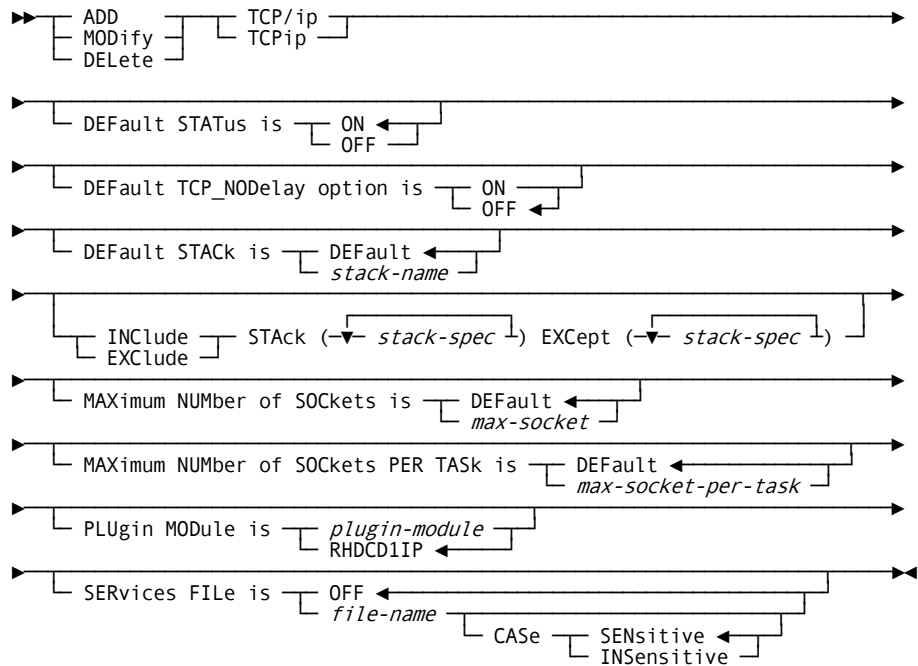 ADD TCP/ip
MODify TCPip
DELete
DEFault STATus is ON
OFF
DEFault TCP_NODelay option is ON
OFF
DEFault STACk is DEFault
stack-name
INClude STAck ( stack-spec ) EXCept ( stack-spec )
EXClude
MAXimum NUMber of SOCkets is DEFault
max-socket
MAXimum NUMber of SOCkets PER TASk is DEFault
max-socket-per-task
PLUgin MODule is plugin-module
RHDCD1IP
SERvices FILe is OFF
file-name
CASe SENsitive
INSensitive